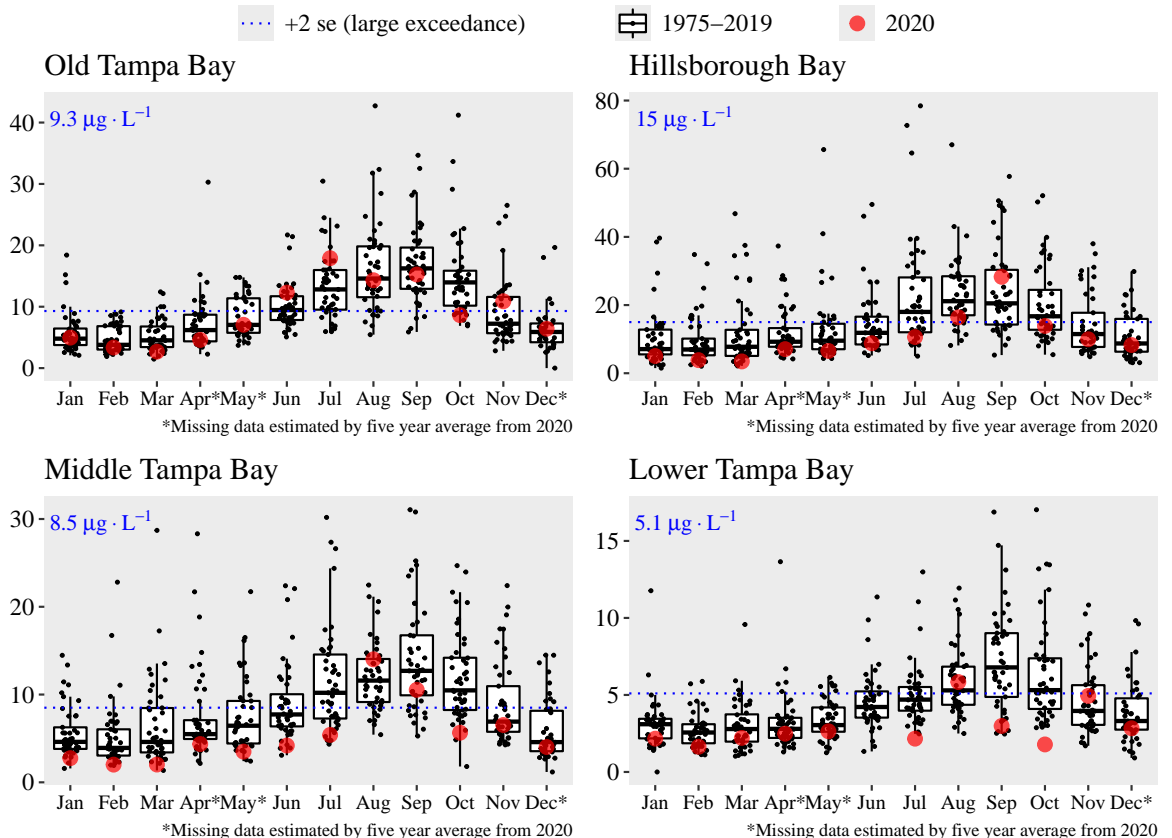 +2 se (large exceedance) 1975–2019 2020
Old Tampa Bay
9.3 μg · L⁻¹
40
30
20
10
0
Jan Feb Mar Apr* May* Jun Jul Aug Sep Oct Nov Dec*
*Missing data estimated by five year average from 2020
Hillsborough Bay
15 μg · L⁻¹
80
60
40
20
0
Jan Feb Mar Apr* May* Jun Jul Aug Sep Oct Nov Dec*
*Missing data estimated by five year average from 2020
Middle Tampa Bay
8.5 μg · L⁻¹
30
20
10
0
Jan Feb Mar Apr* May* Jun Jul Aug Sep Oct Nov Dec*
*Missing data estimated by five year average from 2020
Lower Tampa Bay
5.1 μg · L⁻¹
15
10
5
0
Jan Feb Mar Apr* May* Jun Jul Aug Sep Oct Nov Dec*
*Missing data estimated by five year average from 2020